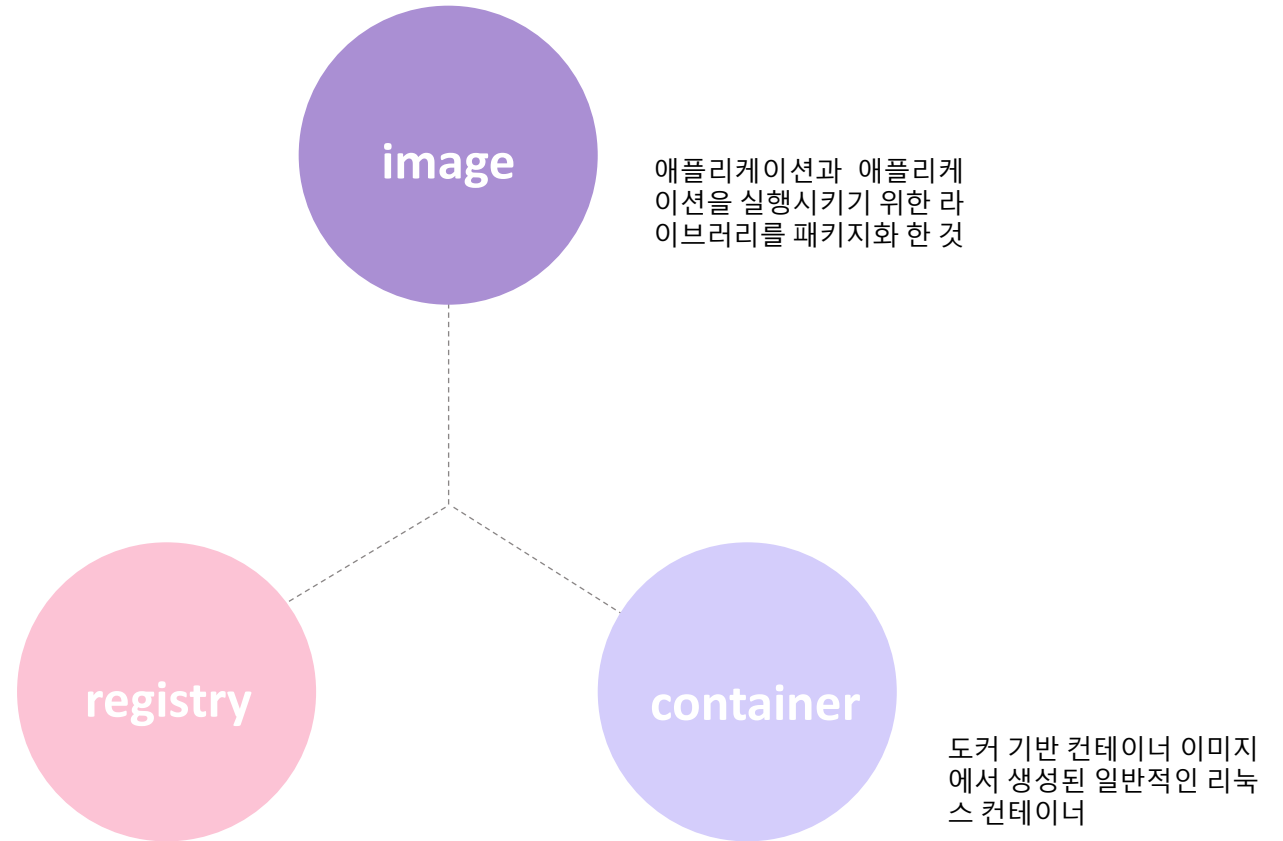 image
애플리케이션과 애플리케
이션을 실행시키기 위한 라
이브러리를 패키지화 한 것
registry
container
도커 기반 컨테이너 이미지
에서 생성된 일반적인 리눅
스 컨테이너